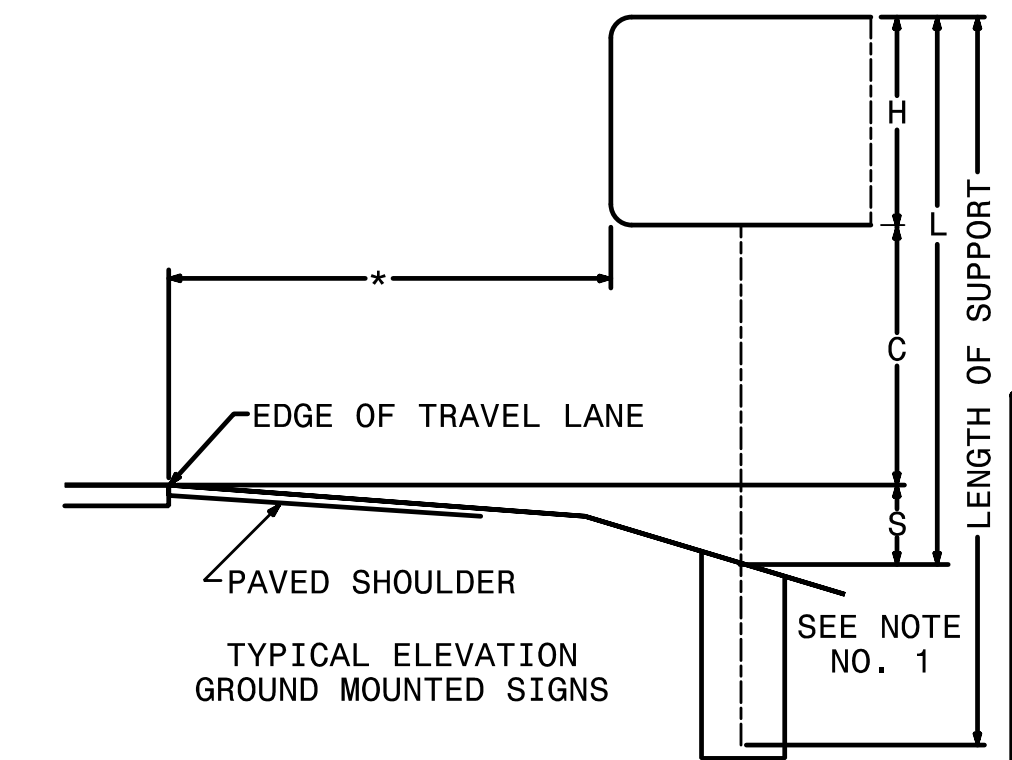 H
L
LENGTH OF SUPPORT
*
C
EDGE OF TRAVEL LANE
S
PAVED SHOULDER
SEE NOTE
NO. 1
TYPICAL ELEVATION
GROUND MOUNTED SIGNS